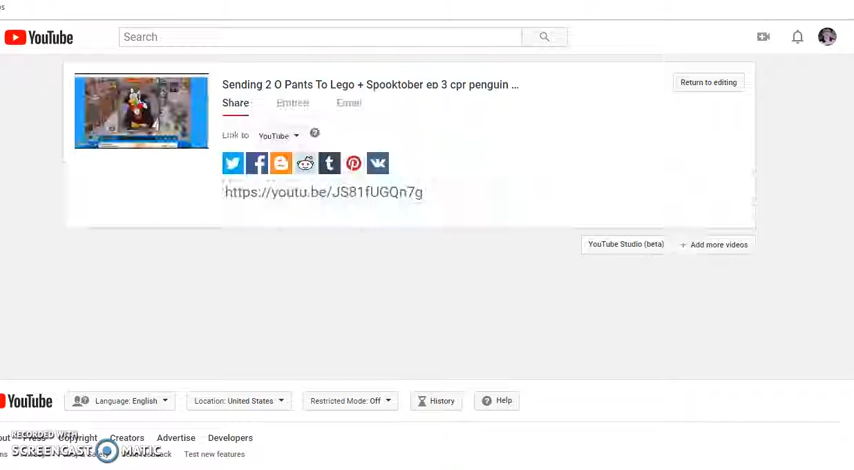 YouTube
Search
Sending 2 O Pants To Lego + Spooktober ep 3 cpr penguin ...
Return to editing
Share Embed Email
Link to YouTube
https://youtu.be/JS81fUGQn7g
YouTube Studio (beta) + Add more videos
YouTube Language: English Location: United States Restricted Mode: Off History Help
Press Copyright Creators Advertise Developers
RECORDED WITH
SCREENCAST MATIC
Test new features